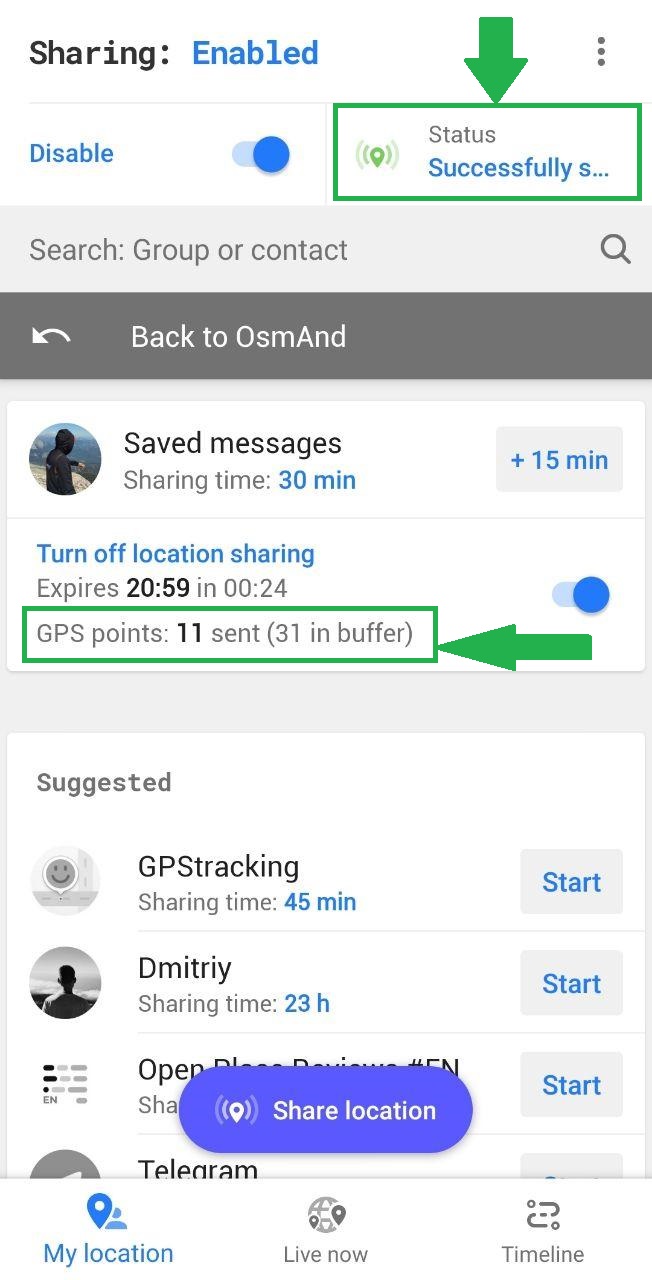 Sharing: Enabled
Disable
Status
Successfully s...
Search: Group or contact
Back to OsmAnd
Saved messages
Sharing time: 30 min
+ 15 min
Turn off location sharing
Expires 20:59 in 00:24
GPS points: 11 sent (31 in buffer)
Suggested
GPStracking
Sharing time: 45 min
Start
Dmitriy
Sharing time: 23 h
Start
EN
Open Place Reviews #EN
Sha
Start
Share location
Telegram
My location
Live now
Timeline